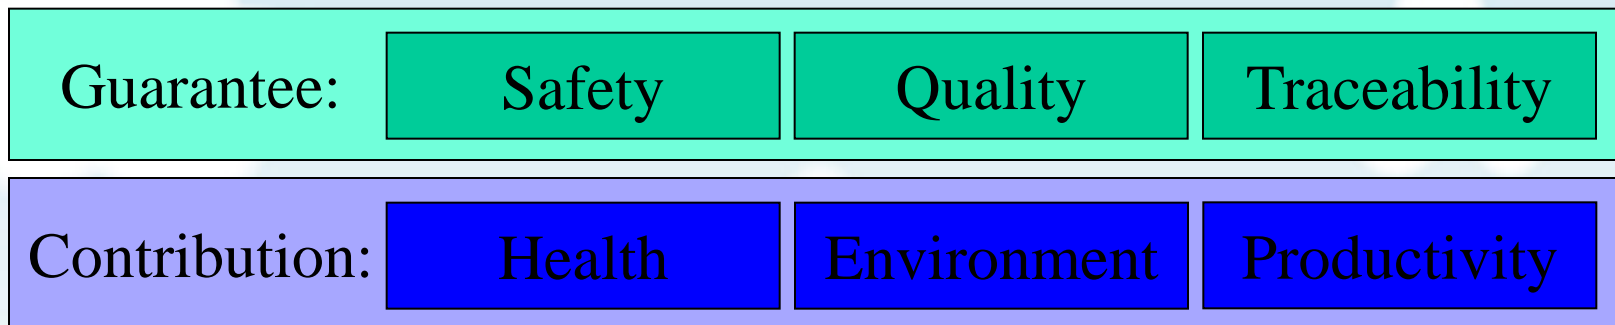 Guarantee: Safety Quality Traceability
Contribution: Health Environment Productivity